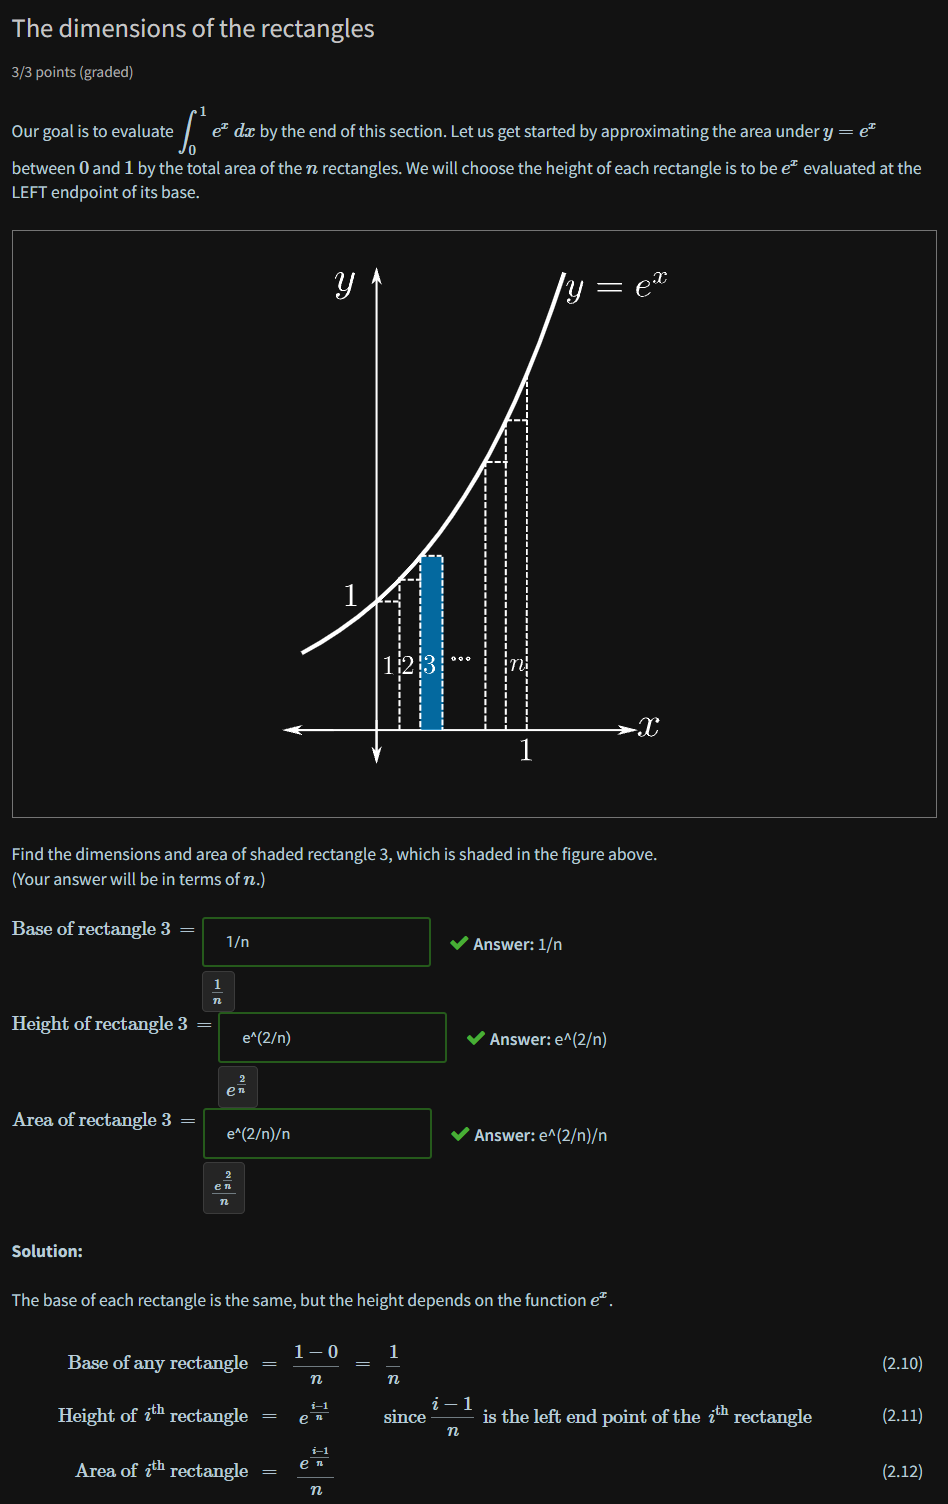 The dimensions of the rectangles
3/3 points (graded)
Our goal is to evaluate ∫₀¹ eˣ dx by the end of this section. Let us get started by approximating the area under y = eˣ
between 0 and 1 by the total area of the n rectangles. We will choose the height of each rectangle is to be eˣ evaluated at the
LEFT endpoint of its base.
y
y = eˣ
1
1 2 3 ... n
x
1
Find the dimensions and area of shaded rectangle 3, which is shaded in the figure above.
(Your answer will be in terms of n.)
Base of rectangle 3 = 1/n ✔ Answer: 1/n
1/n
Height of rectangle 3 = e^(2/n) ✔ Answer: e^(2/n)
e^(2/n)
Area of rectangle 3 = e^(2/n)/n ✔ Answer: e^(2/n)/n
e^(2/n)/n
Solution:
The base of each rectangle is the same, but the height depends on the function eˣ.
Base of any rectangle = (1 − 0)/n = 1/n (2.10)
Height of iᵗʰ rectangle = e^((i−1)/n) since (i − 1)/n is the left end point of the iᵗʰ rectangle (2.11)
Area of iᵗʰ rectangle = e^((i−1)/n)/n (2.12)